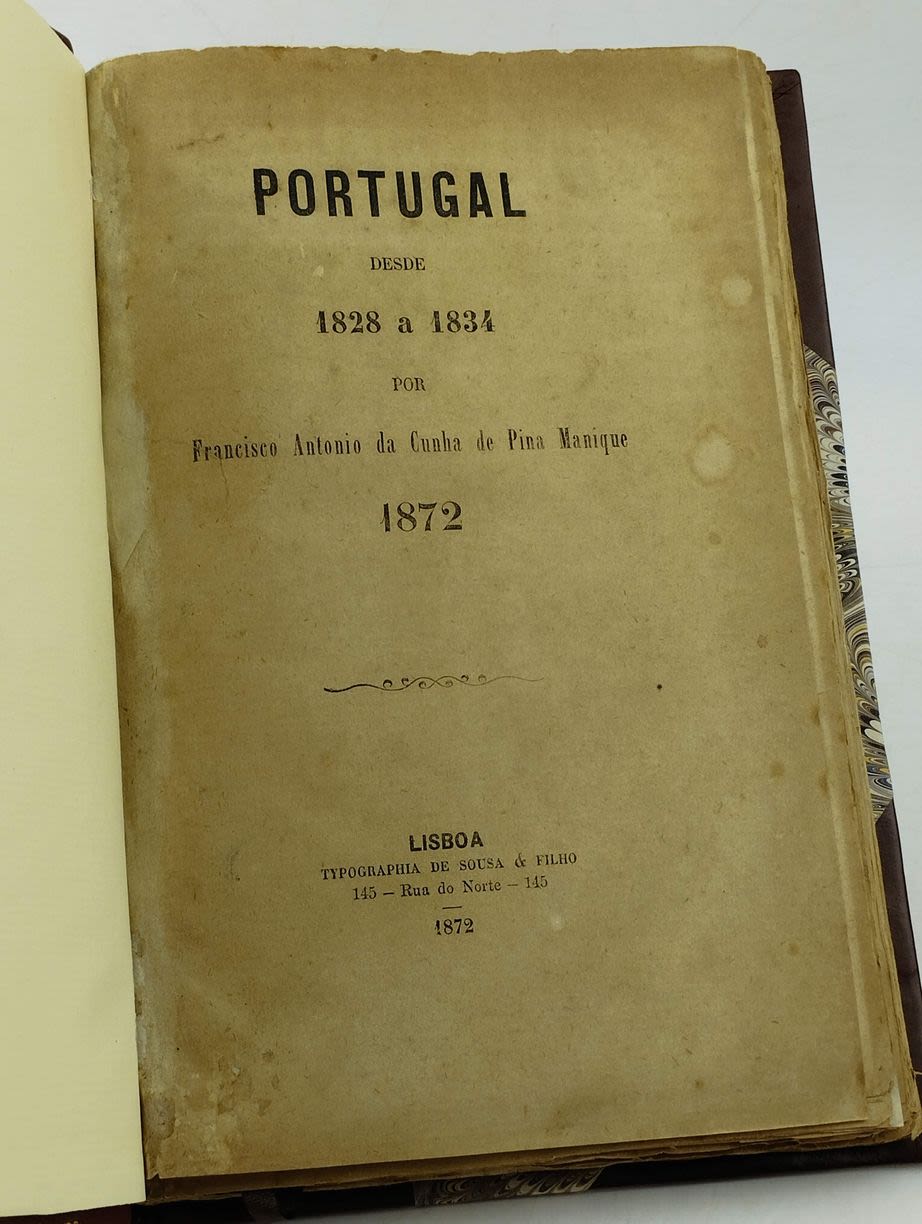 PORTUGAL
DESDE
1828 a 1834
POR
Francisco Antonio da Cunha de Pina Manique
1872
LISBOA
TYPOGRAPHIA DE SOUSA & FILHO
145 — Rua do Norte — 145
1872